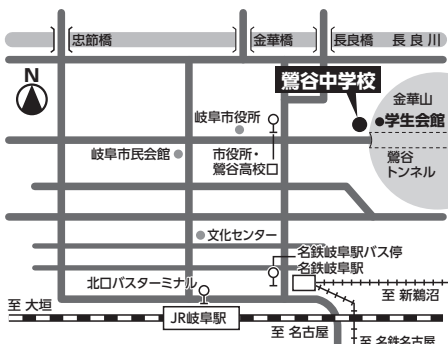 忠節橋
金華橋
長良橋
長良川
N
鶯谷中学校
金華山
学生会館
岐阜市役所
岐阜市民会館
市役所・
鶯谷高校口
鶯谷
トンネル
文化センター
名鉄岐阜駅バス停
名鉄岐阜駅
北口バスターミナル
至 新鵜沼
至 大垣
JR岐阜駅
至 名古屋
至 名鉄名古屋